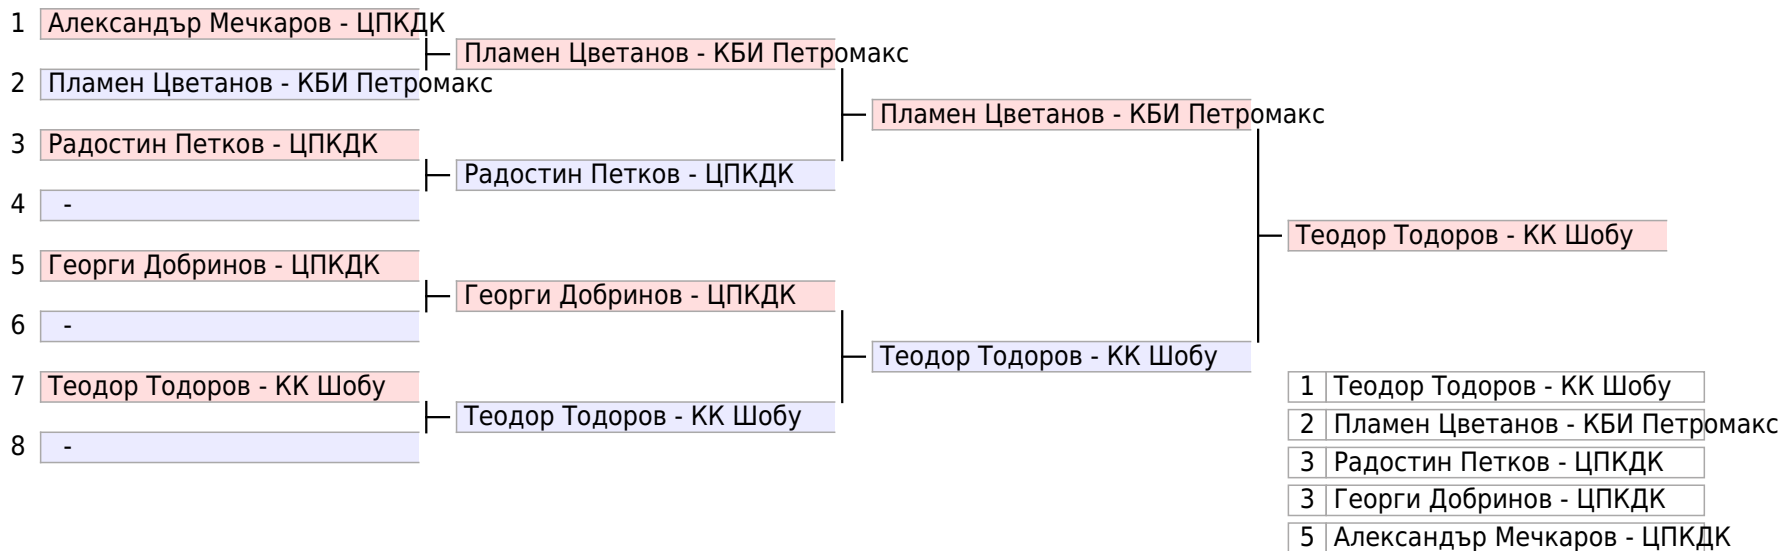 1 Александър Мечкаров - ЦПКДК
2 Пламен Цветанов - КБИ Петромакс
3 Радостин Петков - ЦПКДК
4 -
5 Георги Добринов - ЦПКДК
6 -
7 Теодор Тодоров - КК Шобу
8 -
Пламен Цветанов - КБИ Петромакс
Радостин Петков - ЦПКДК
Георги Добринов - ЦПКДК
Теодор Тодоров - КК Шобу
Пламен Цветанов - КБИ Петромакс
Теодор Тодоров - КК Шобу
Теодор Тодоров - КК Шобу
1 Теодор Тодоров - КК Шобу
2 Пламен Цветанов - КБИ Петромакс
3 Радостин Петков - ЦПКДК
3 Георги Добринов - ЦПКДК
5 Александър Мечкаров - ЦПКДК